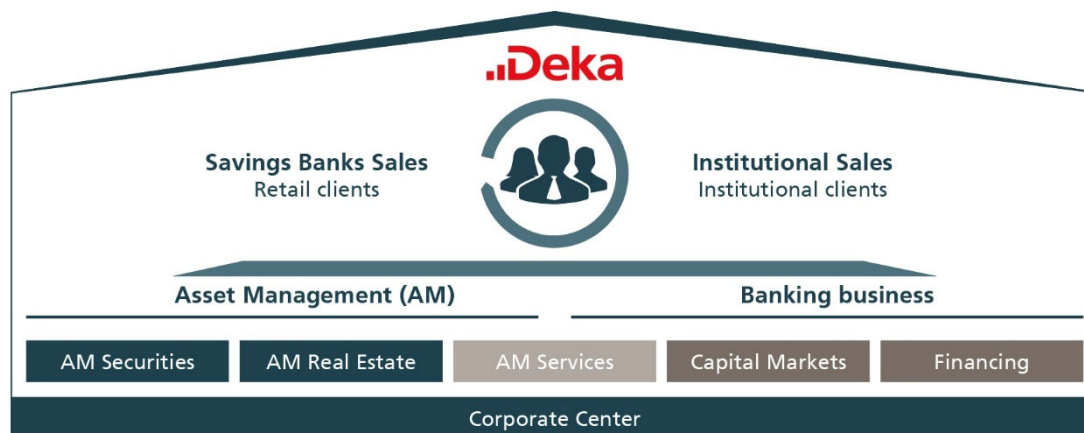 Deka
Savings Banks Sales
Retail clients
Institutional Sales
Institutional clients
Asset Management (AM)
Banking business
AM Securities
AM Real Estate
AM Services
Capital Markets
Financing
Corporate Center